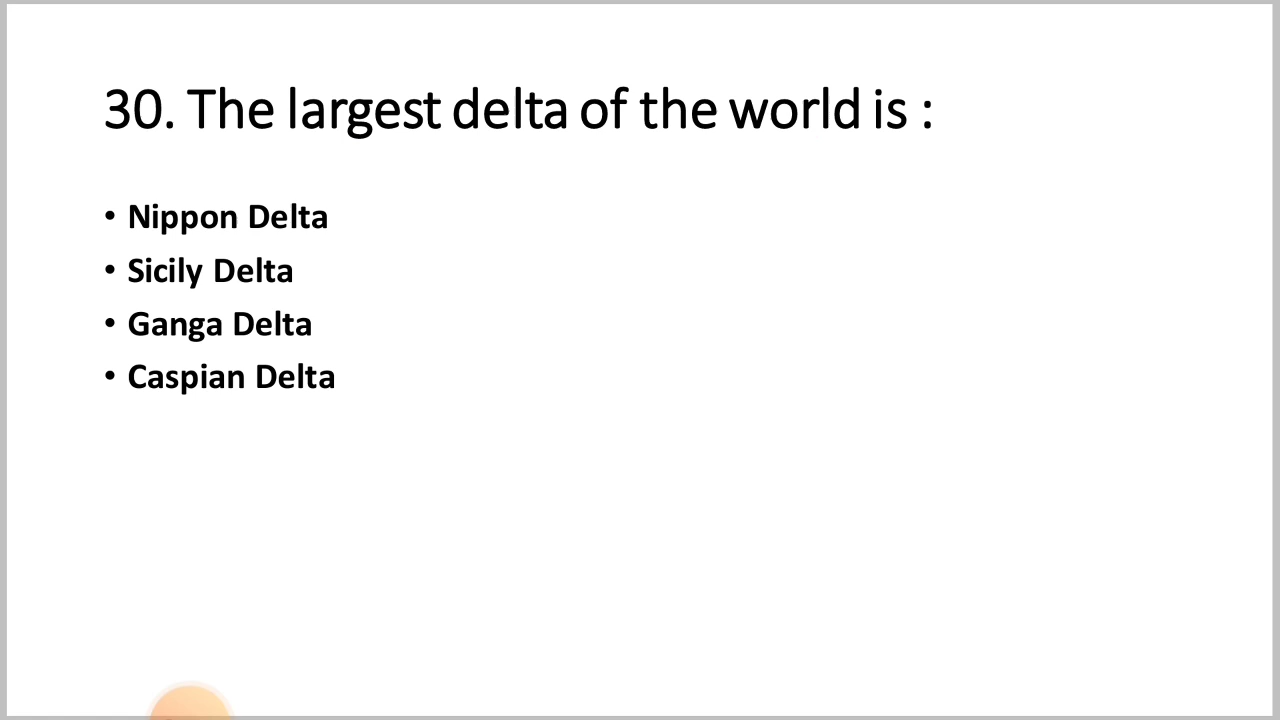 30. The largest delta of the world is :
• Nippon Delta
• Sicily Delta
• Ganga Delta
• Caspian Delta